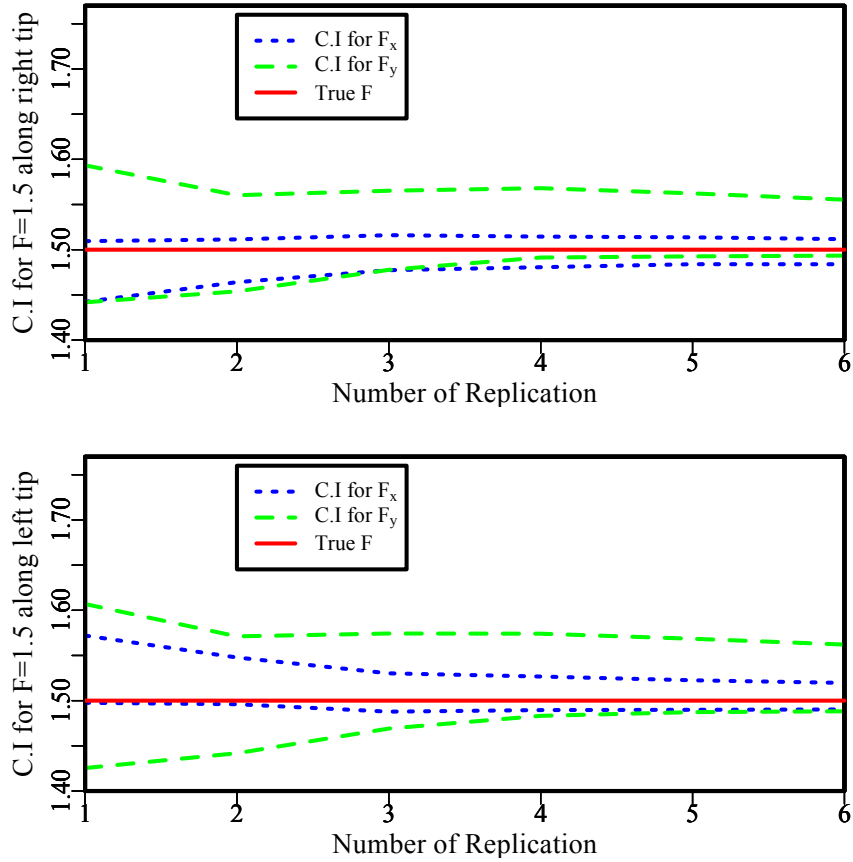 C.I for F=1.5 along right tip
1.40 1.50 1.60 1.70
C.I for Fx
C.I for Fy
True F
1 2 3 4 5 6
Number of Replication
C.I for F=1.5 along left tip
1.40 1.50 1.60 1.70
C.I for Fx
C.I for Fy
True F
1 2 3 4 5 6
Number of Replication